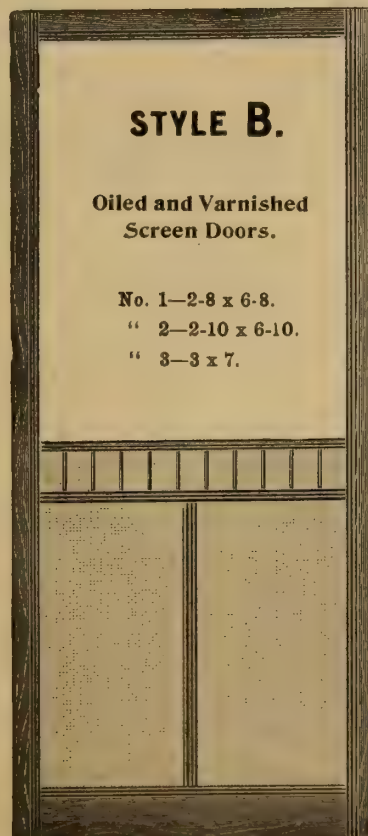 STYLE B.
Oiled and Varnished
Screen Doors.
No. 1—2-8 x 6-8.
“ 2—2-10 x 6-10.
“ 3—3 x 7.